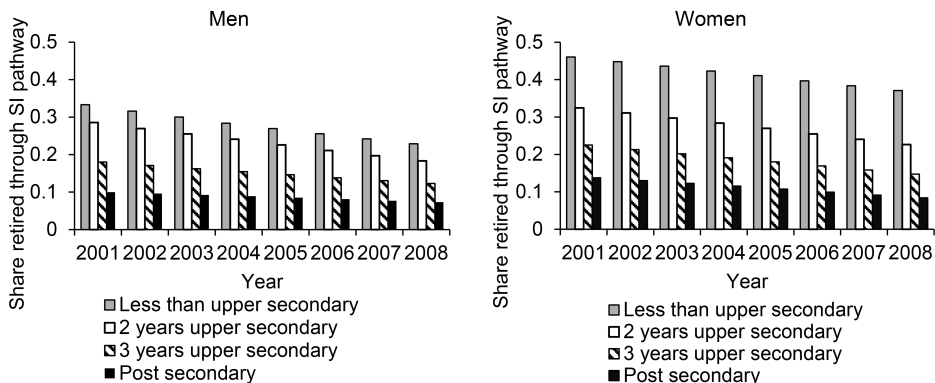 Men
Share retired through SI pathway
0.5
0.4
0.3
0.2
0.1
0
2001 2002 2003 2004 2005 2006 2007 2008
Year
Less than upper secondary
2 years upper secondary
3 years upper secondary
Post secondary
Women
Share retired through SI pathway
0.5
0.4
0.3
0.2
0.1
0
2001 2002 2003 2004 2005 2006 2007 2008
Year
Less than upper secondary
2 years upper secondary
3 years upper secondary
Post secondary